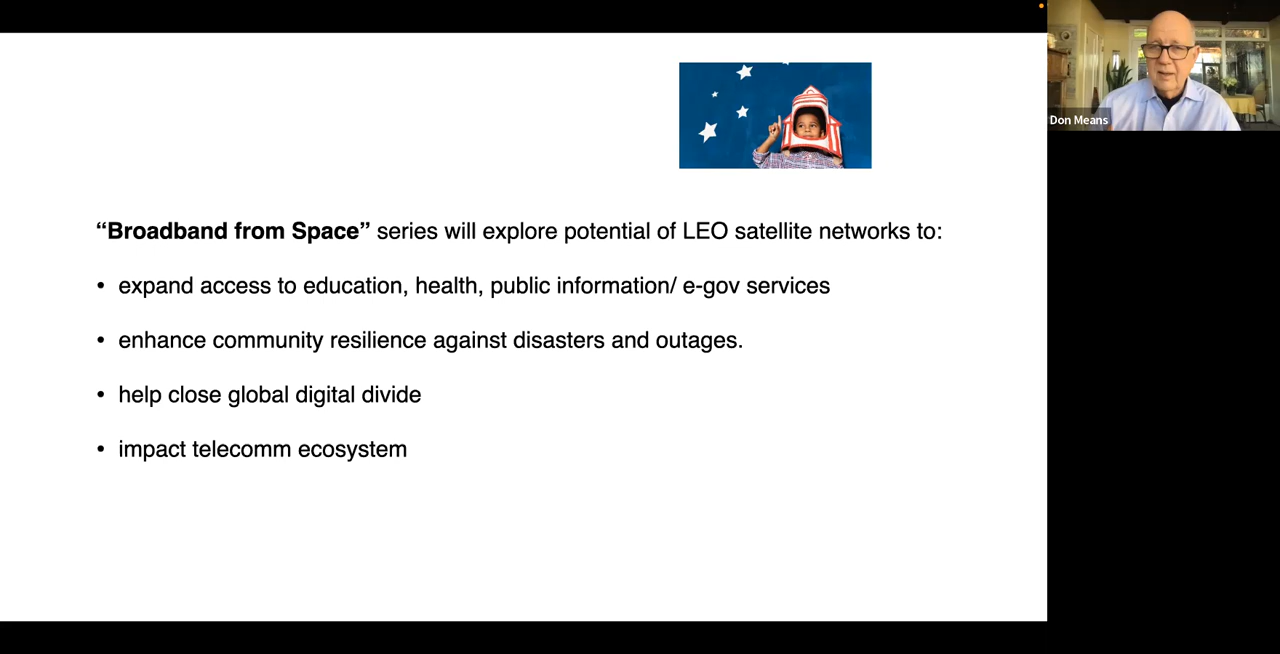 “Broadband from Space” series will explore potential of LEO satellite networks to:
• expand access to education, health, public information/ e-gov services
• enhance community resilience against disasters and outages.
• help close global digital divide
• impact telecomm ecosystem
Don Means